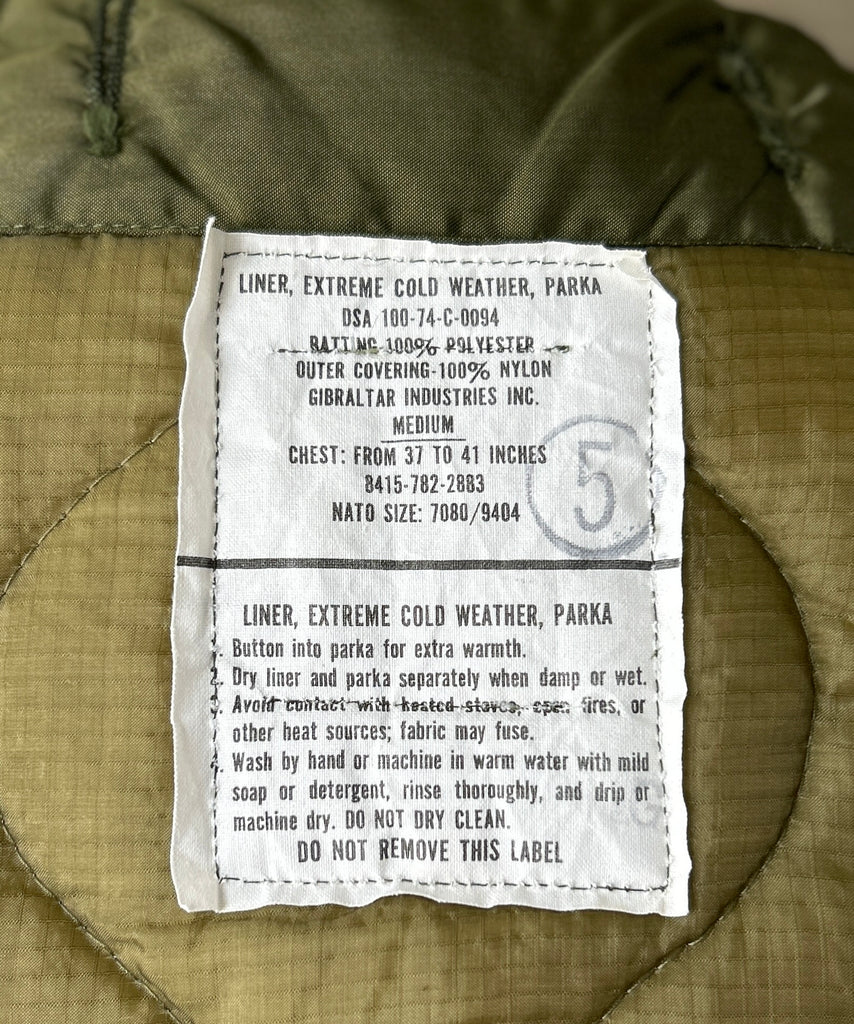 LINER, EXTREME COLD WEATHER, PARKA
DSA 100-74-C-0094
BATTING-100% POLYESTER
OUTER COVERING-100% NYLON
GIBRALTAR INDUSTRIES INC.
MEDIUM
CHEST: FROM 37 TO 41 INCHES
8415-782-2883
NATO SIZE: 7080/9404
5
LINER, EXTREME COLD WEATHER, PARKA
1. Button into parka for extra warmth.
2. Dry liner and parka separately when damp or wet.
3. Avoid contact with heated stoves, open fires, or
other heat sources; fabric may fuse.
4. Wash by hand or machine in warm water with mild
soap or detergent, rinse thoroughly, and drip or
machine dry. DO NOT DRY CLEAN.
DO NOT REMOVE THIS LABEL